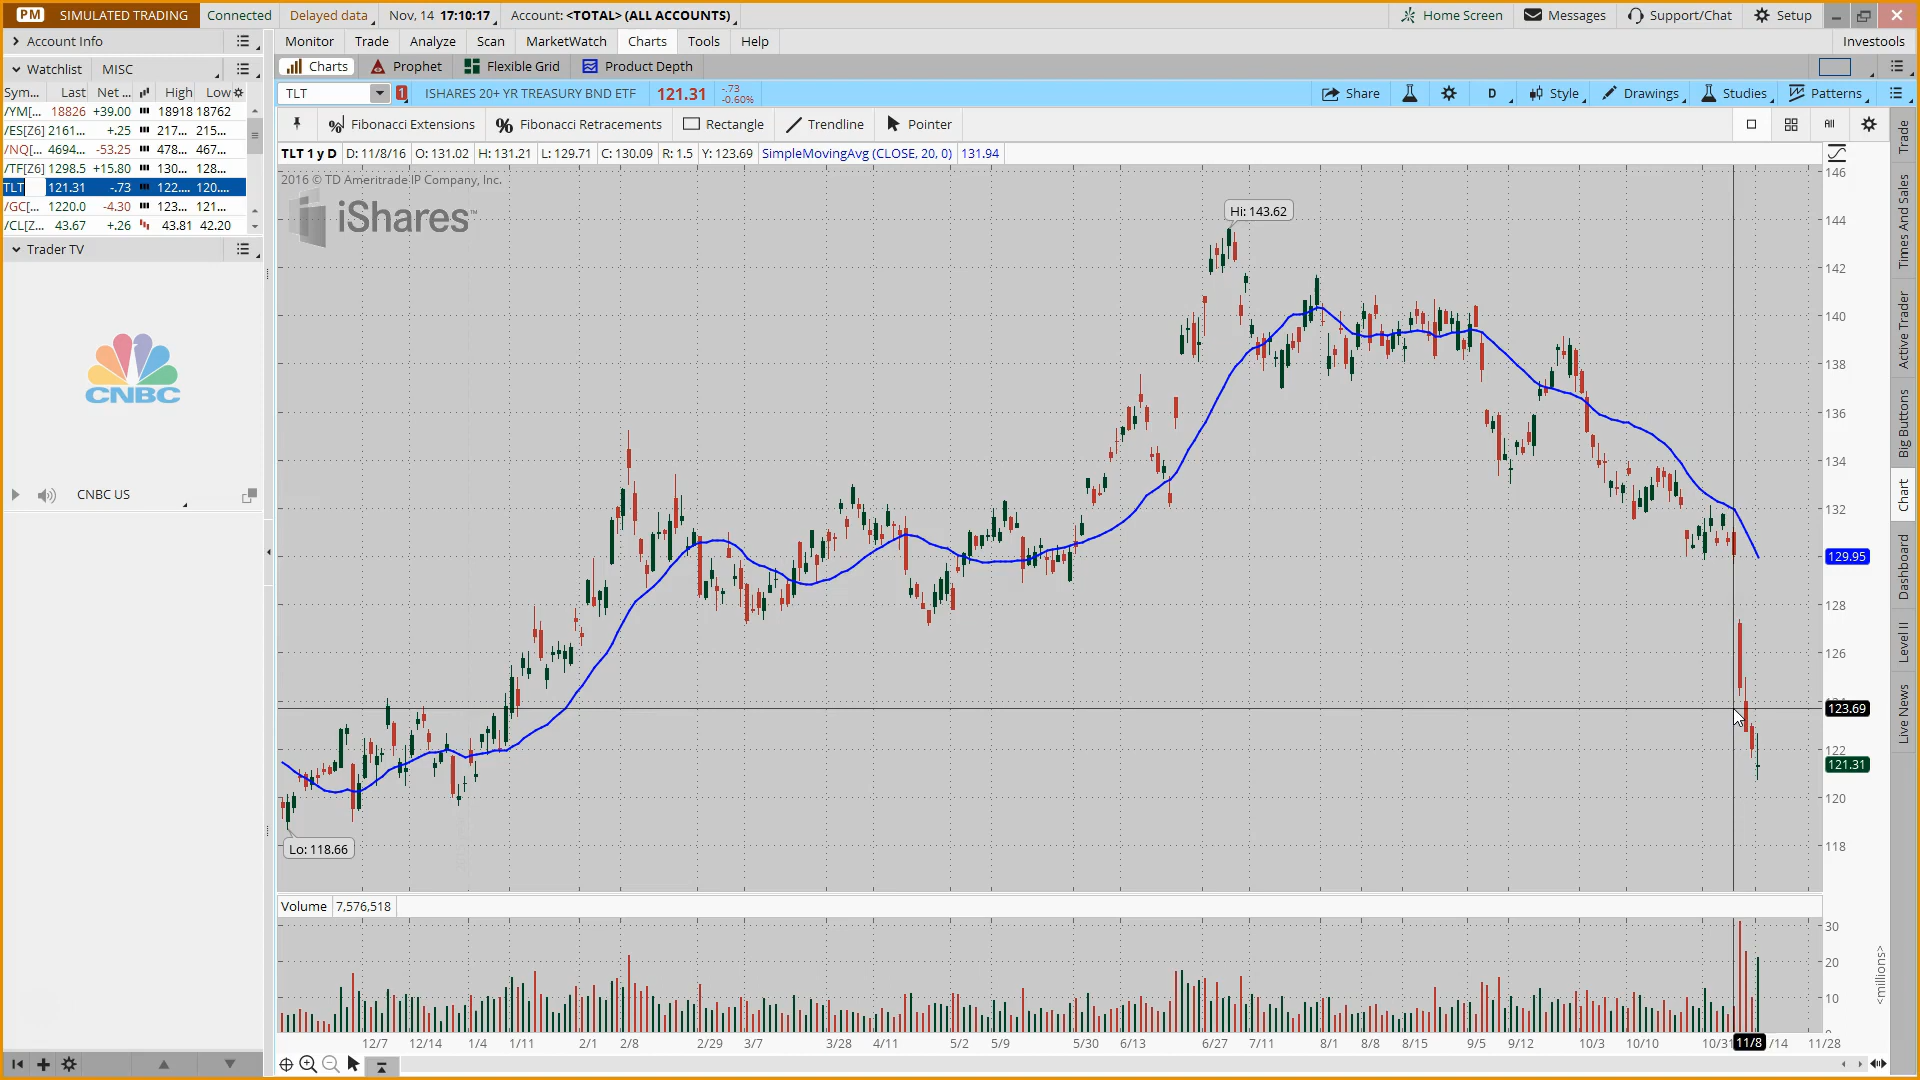 PM SIMULATED TRADING Connected Delayed data Nov, 14 17:10:17 Account: <TOTAL> (ALL ACCOUNTS) Home Screen Messages Support/Chat Setup
Account Info
Monitor Trade Analyze Scan MarketWatch Charts Tools Help Investools
Watchlist MISC
Charts Prophet Flexible Grid Product Depth
Sym... Last Net ... High Low
TLT 1 ISHARES 20+ YR TREASURY BND ETF 121.31 -.73 -0.60% Share D Style Drawings Studies Patterns
/YM[... 18826 +39.00 18918 18762
/ES[Z6] 2161... +.25 217... 215...
/NQ[... 4694... -53.25 478... 467...
/TF[Z6] 1298.5 +15.80 130... 128...
TLT 121.31 -.73 122.... 120....
/GC[... 1220.0 -4.30 123... 121...
/CL[Z... 43.67 +.26 43.81 42.20
Fibonacci Extensions Fibonacci Retracements Rectangle Trendline Pointer All
TLT 1 y D D: 11/8/16 O: 131.02 H: 131.21 L: 129.71 C: 130.09 R: 1.5 Y: 123.69 SimpleMovingAvg (CLOSE, 20, 0) 131.94
2016 © TD Ameritrade IP Company, Inc.
iShares™
Trader TV
CNBC
CNBC US
Hi: 143.62
Lo: 118.66
146
144
142
140
138
136
134
132
129.95
128
126
123.69
122
121.31
120
118
Volume 7,576,518
30
20
10
<millions>
12/7 12/14 1/4 1/11 2/1 2/8 2/29 3/7 3/28 4/11 5/2 5/9 5/30 6/13 6/27 7/11 8/1 8/8 8/15 9/5 9/12 10/3 10/10 10/31 11/8 /14 11/28
Trade
Times And Sales
Active Trader
Big Buttons
Chart
Dashboard
Level II
Live News